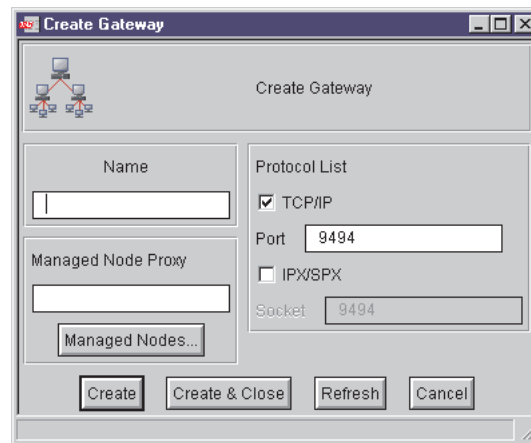 Create Gateway
Create Gateway
Name
Protocol List
TCP/IP
Port 9494
Managed Node Proxy
IPX/SPX
Socket 9494
Managed Nodes...
Create Create & Close Refresh Cancel